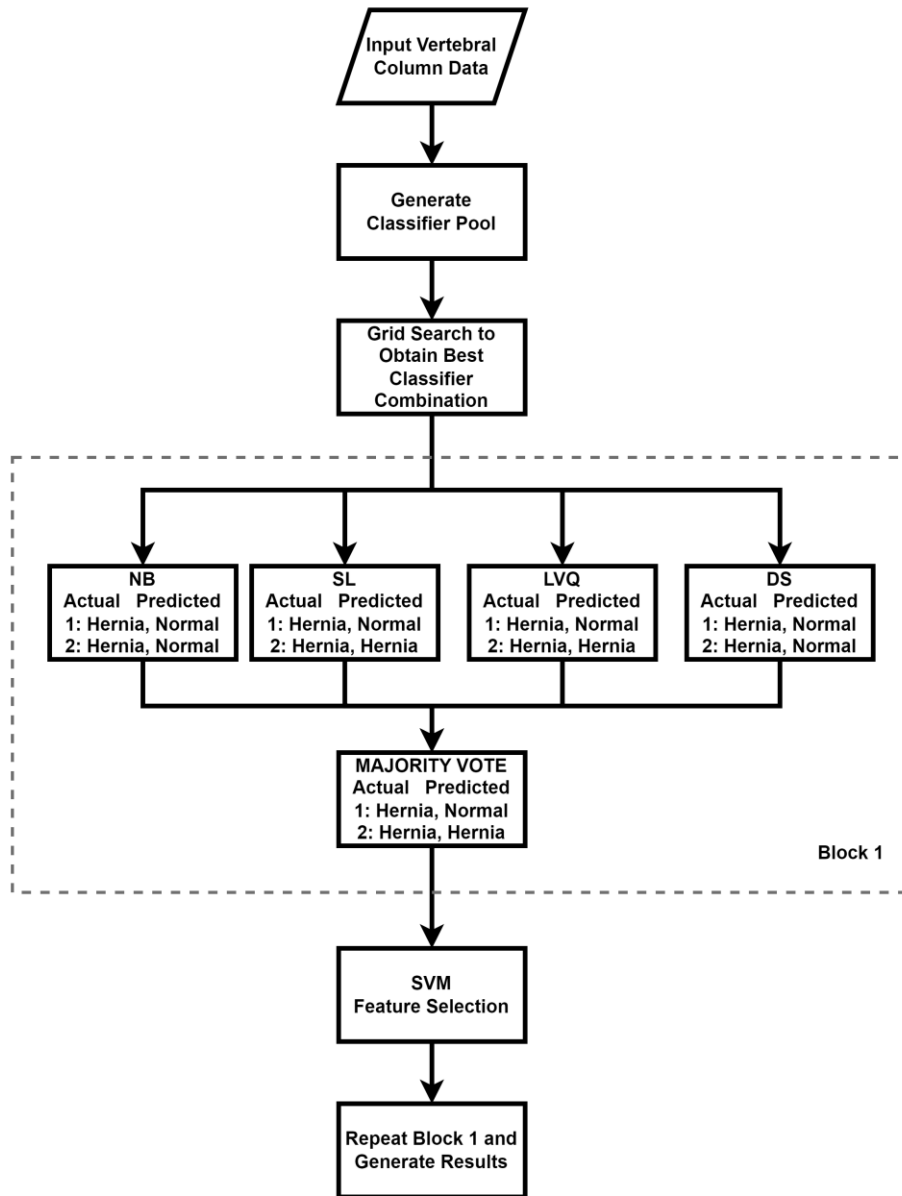 Input Vertebral
Column Data
Generate
Classifier Pool
Grid Search to
Obtain Best
Classifier
Combination
NB
Actual Predicted
1: Hernia, Normal
2: Hernia, Normal
SL
Actual Predicted
1: Hernia, Normal
2: Hernia, Hernia
LVQ
Actual Predicted
1: Hernia, Normal
2: Hernia, Hernia
DS
Actual Predicted
1: Hernia, Normal
2: Hernia, Normal
MAJORITY VOTE
Actual Predicted
1: Hernia, Normal
2: Hernia, Hernia
Block 1
SVM
Feature Selection
Repeat Block 1 and
Generate Results